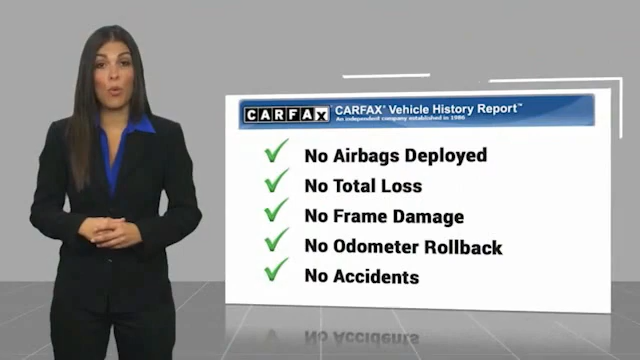 CARFAX CARFAX® Vehicle History Report™
An independent company established in 1986
No Airbags Deployed
No Total Loss
No Frame Damage
No Odometer Rollback
No Accidents